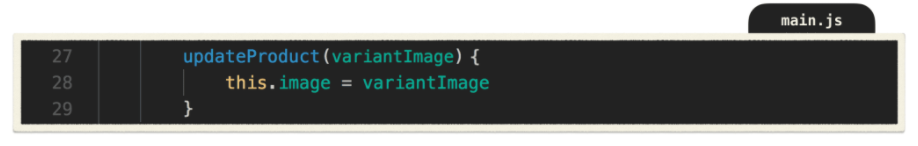 main.js
27 updateProduct(variantImage) {
28 this.image = variantImage
29 }